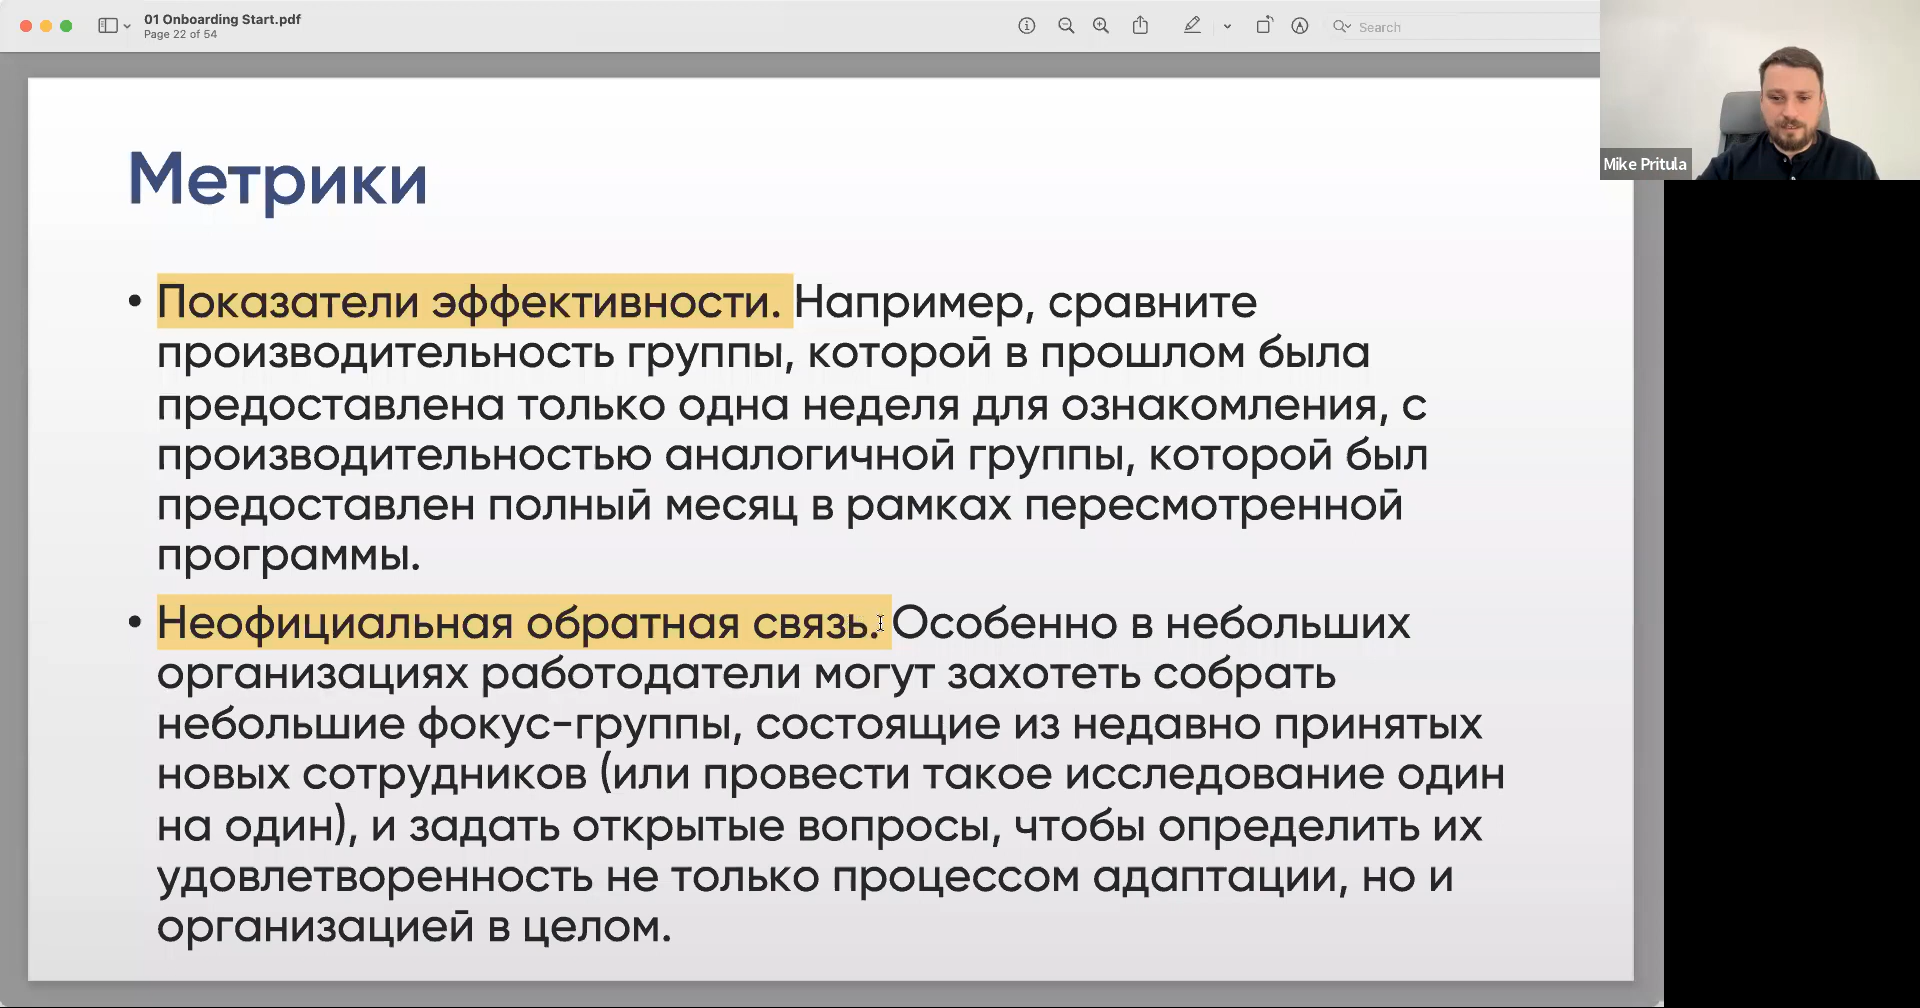 01 Onboarding Start.pdf
Page 22 of 54
Search
Mike Pritula
Метрики
• Показатели эффективности. Например, сравните
производительность группы, которой в прошлом была
предоставлена только одна неделя для ознакомления, с
производительностью аналогичной группы, которой был
предоставлен полный месяц в рамках пересмотренной
программы.
• Неофициальная обратная связь. Особенно в небольших
организациях работодатели могут захотеть собрать
небольшие фокус-группы, состоящие из недавно принятых
новых сотрудников (или провести такое исследование один
на один), и задать открытые вопросы, чтобы определить их
удовлетворенность не только процессом адаптации, но и
организацией в целом.